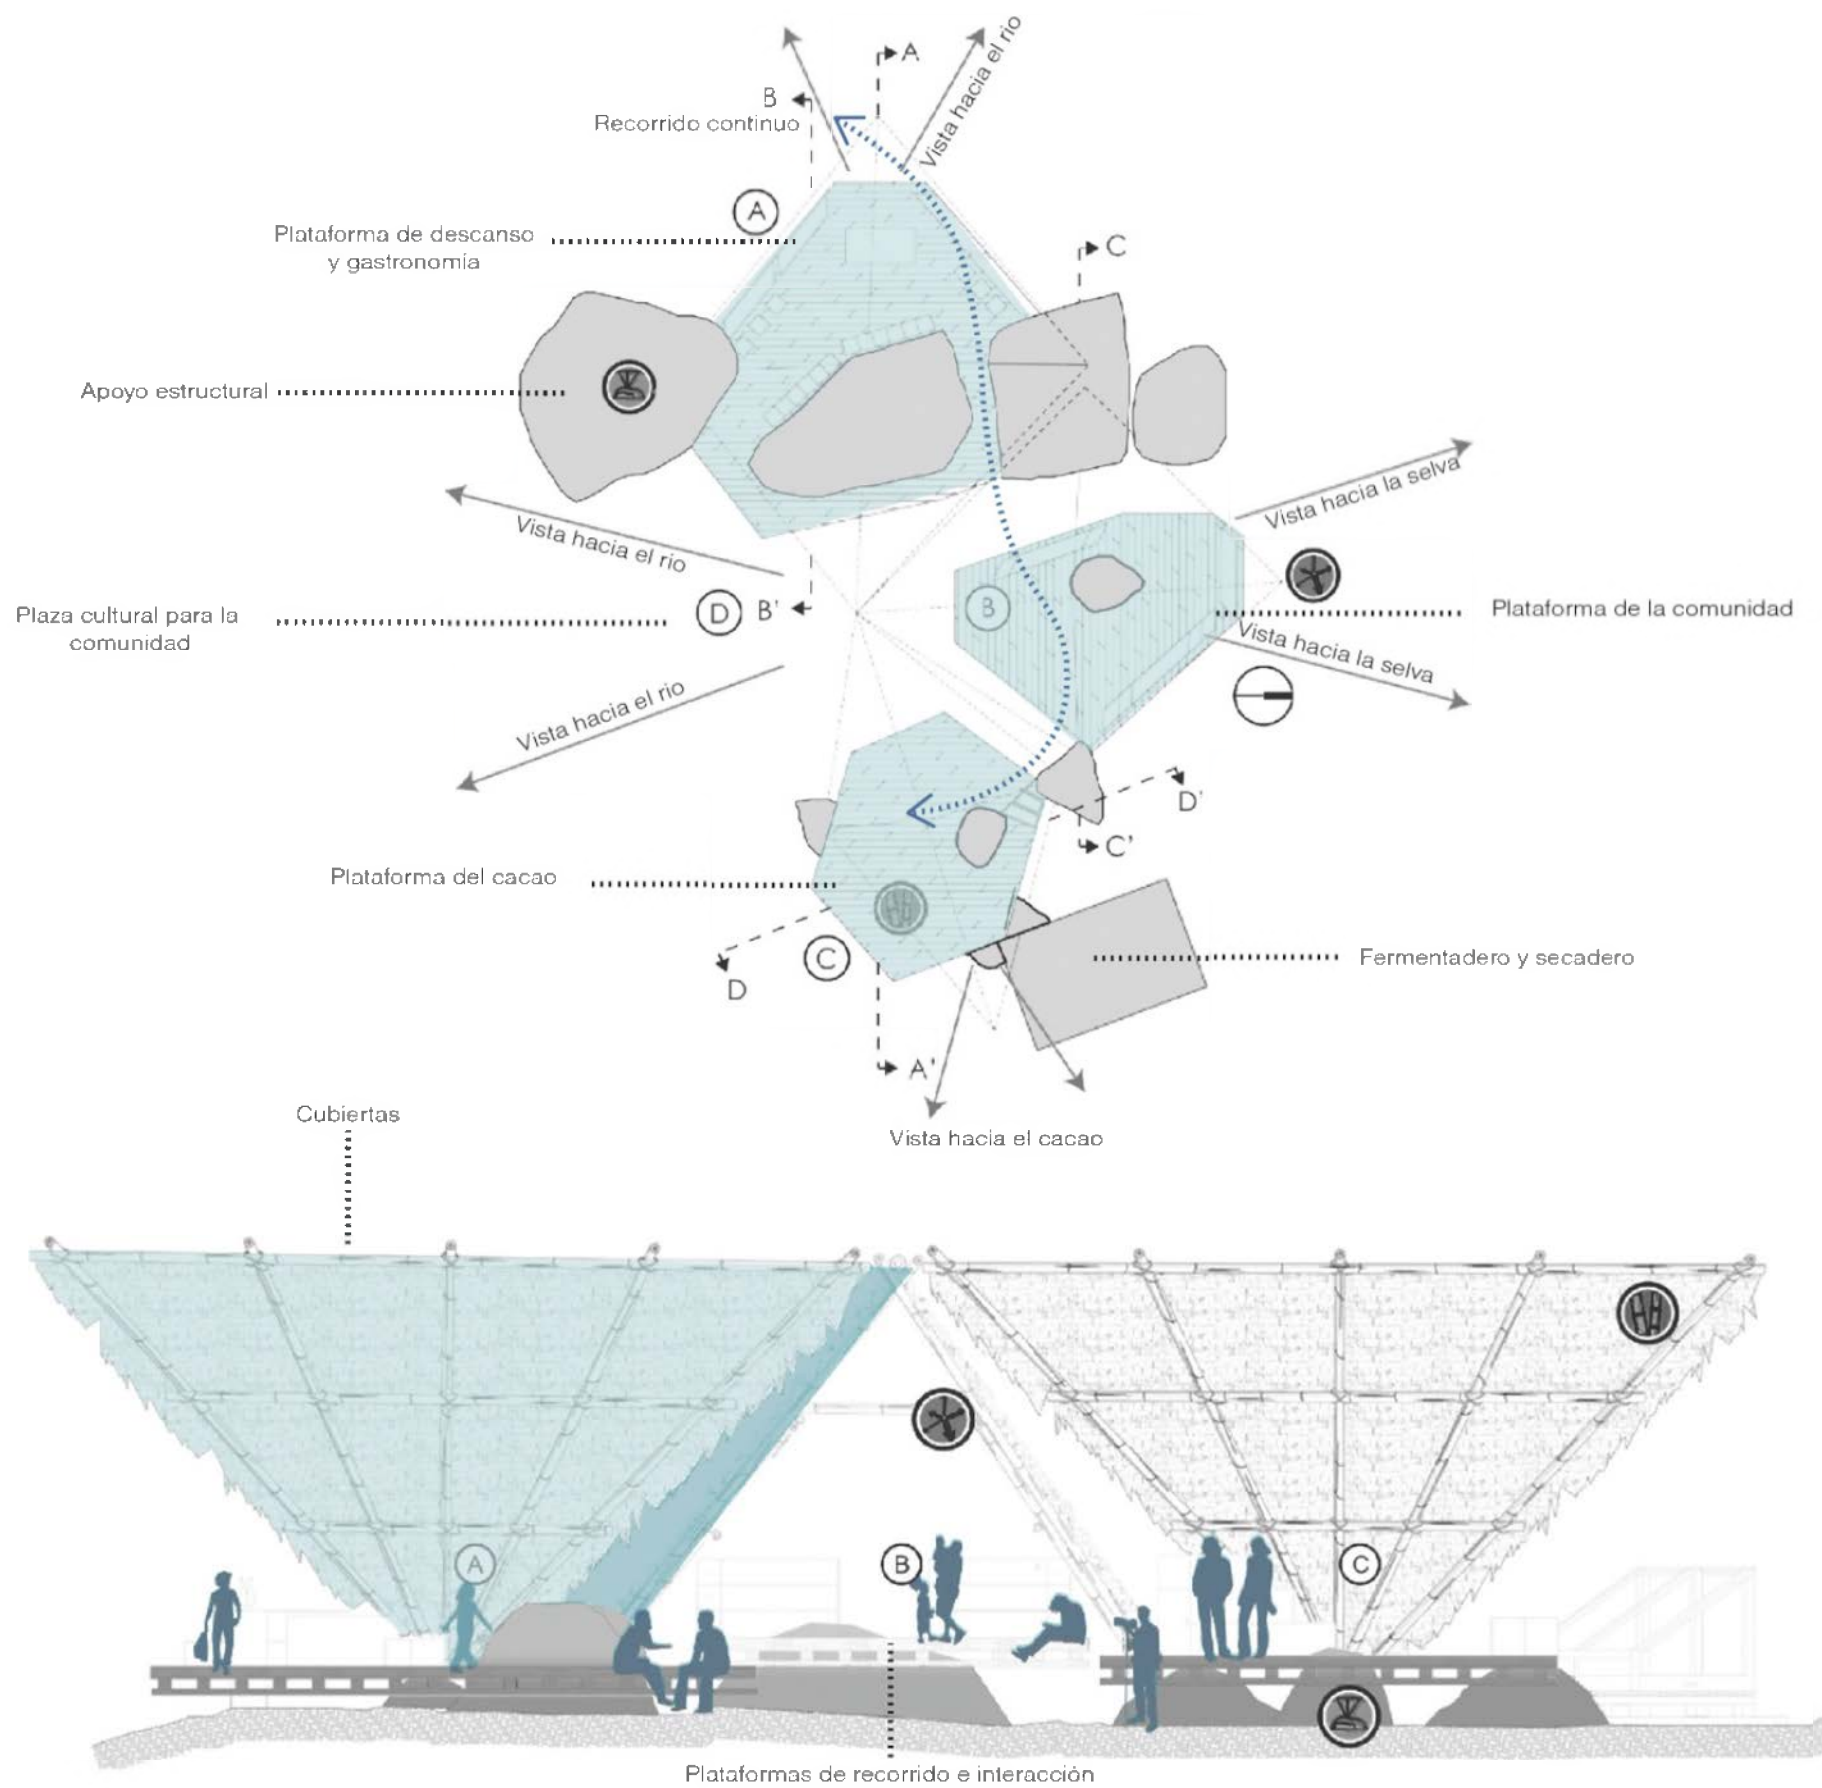 A
Vista hacia el rio
B
Recorrido continuo
A
Plataforma de descanso
y gastronomía
C
Apoyo estructural
Vista hacia la selva
Vista hacia el rio
B
Plaza cultural para la
comunidad
D
B'
Plataforma de la comunidad
Vista hacia la selva
Vista hacia el rio
D'
C'
Plataforma del cacao
C
D
Fermentadero y secadero
A'
Vista hacia el cacao
Cubiertas
A
B
C
Plataformas de recorrido e interacción